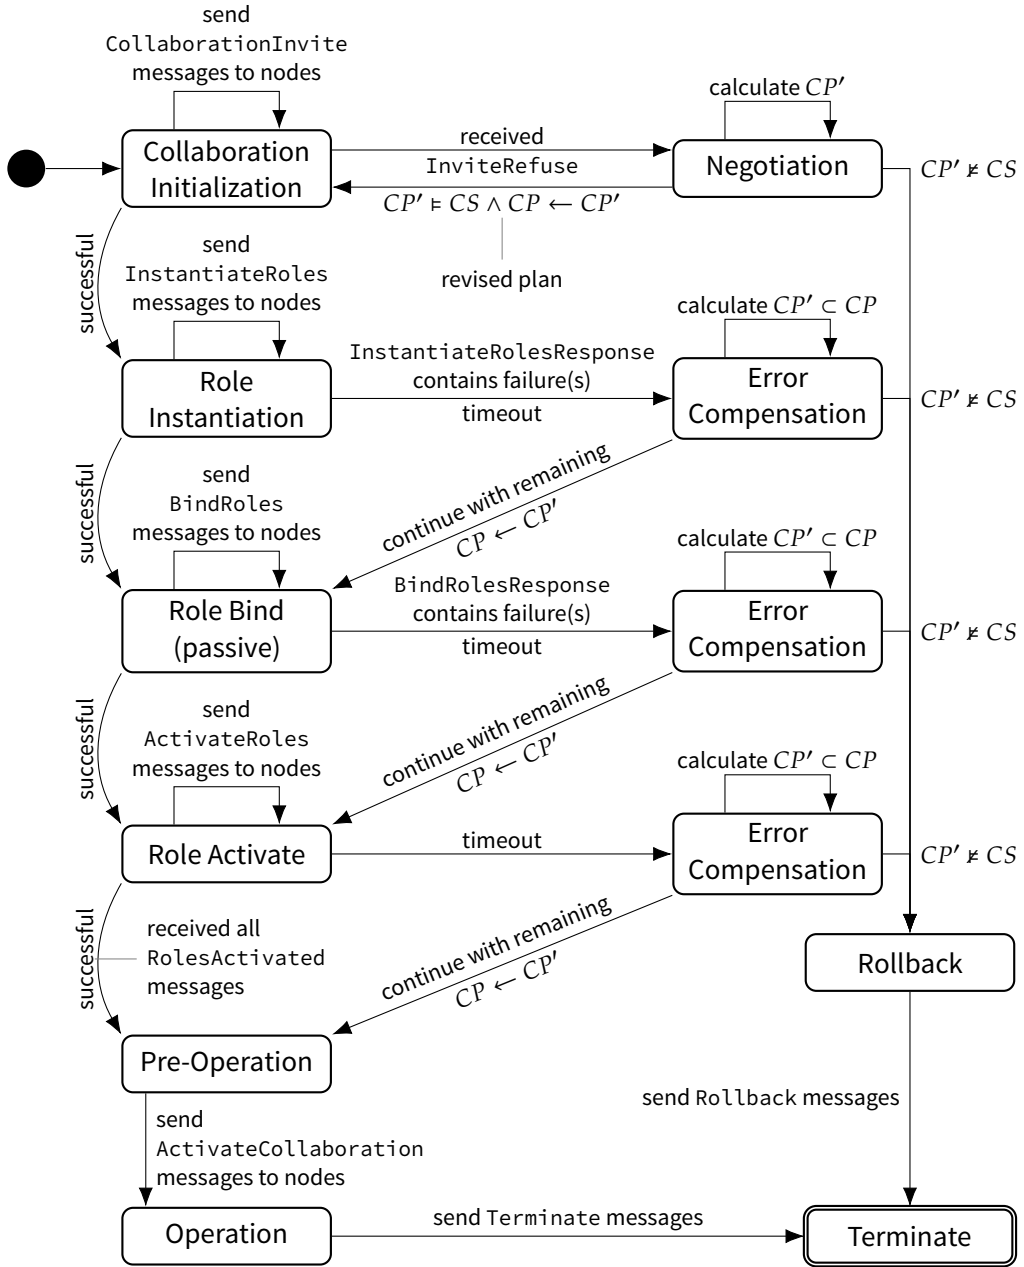 send
CollaborationInvite
messages to nodes
calculate CP′
Collaboration
Initialization
received
InviteRefuse
CP′ ⊨ CS ∧ CP ← CP′
revised plan
Negotiation
CP′ ⊭ CS
successful
send
InstantiateRoles
messages to nodes
calculate CP′ ⊂ CP
Role
Instantiation
InstantiateRolesResponse
contains failure(s)
timeout
Error
Compensation
CP′ ⊭ CS
successful
continue with remaining
CP ← CP′
send
BindRoles
messages to nodes
calculate CP′ ⊂ CP
Role Bind
(passive)
BindRolesResponse
contains failure(s)
timeout
Error
Compensation
CP′ ⊭ CS
successful
continue with remaining
CP ← CP′
send
ActivateRoles
messages to nodes
calculate CP′ ⊂ CP
Role Activate
timeout
Error
Compensation
CP′ ⊭ CS
successful
received all
RolesActivated
messages
continue with remaining
CP ← CP′
Rollback
Pre-Operation
send Rollback messages
send
ActivateCollaboration
messages to nodes
Operation
send Terminate messages
Terminate